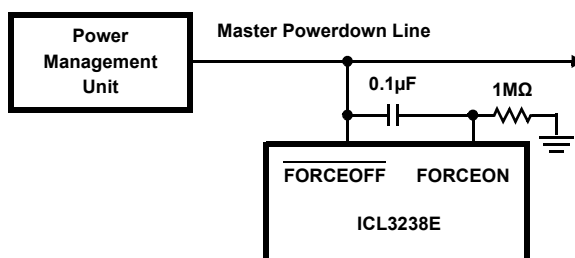 Power
Management
Unit
Master Powerdown Line
0.1µF
1MΩ
FORCEOFF FORCEON
ICL3238E